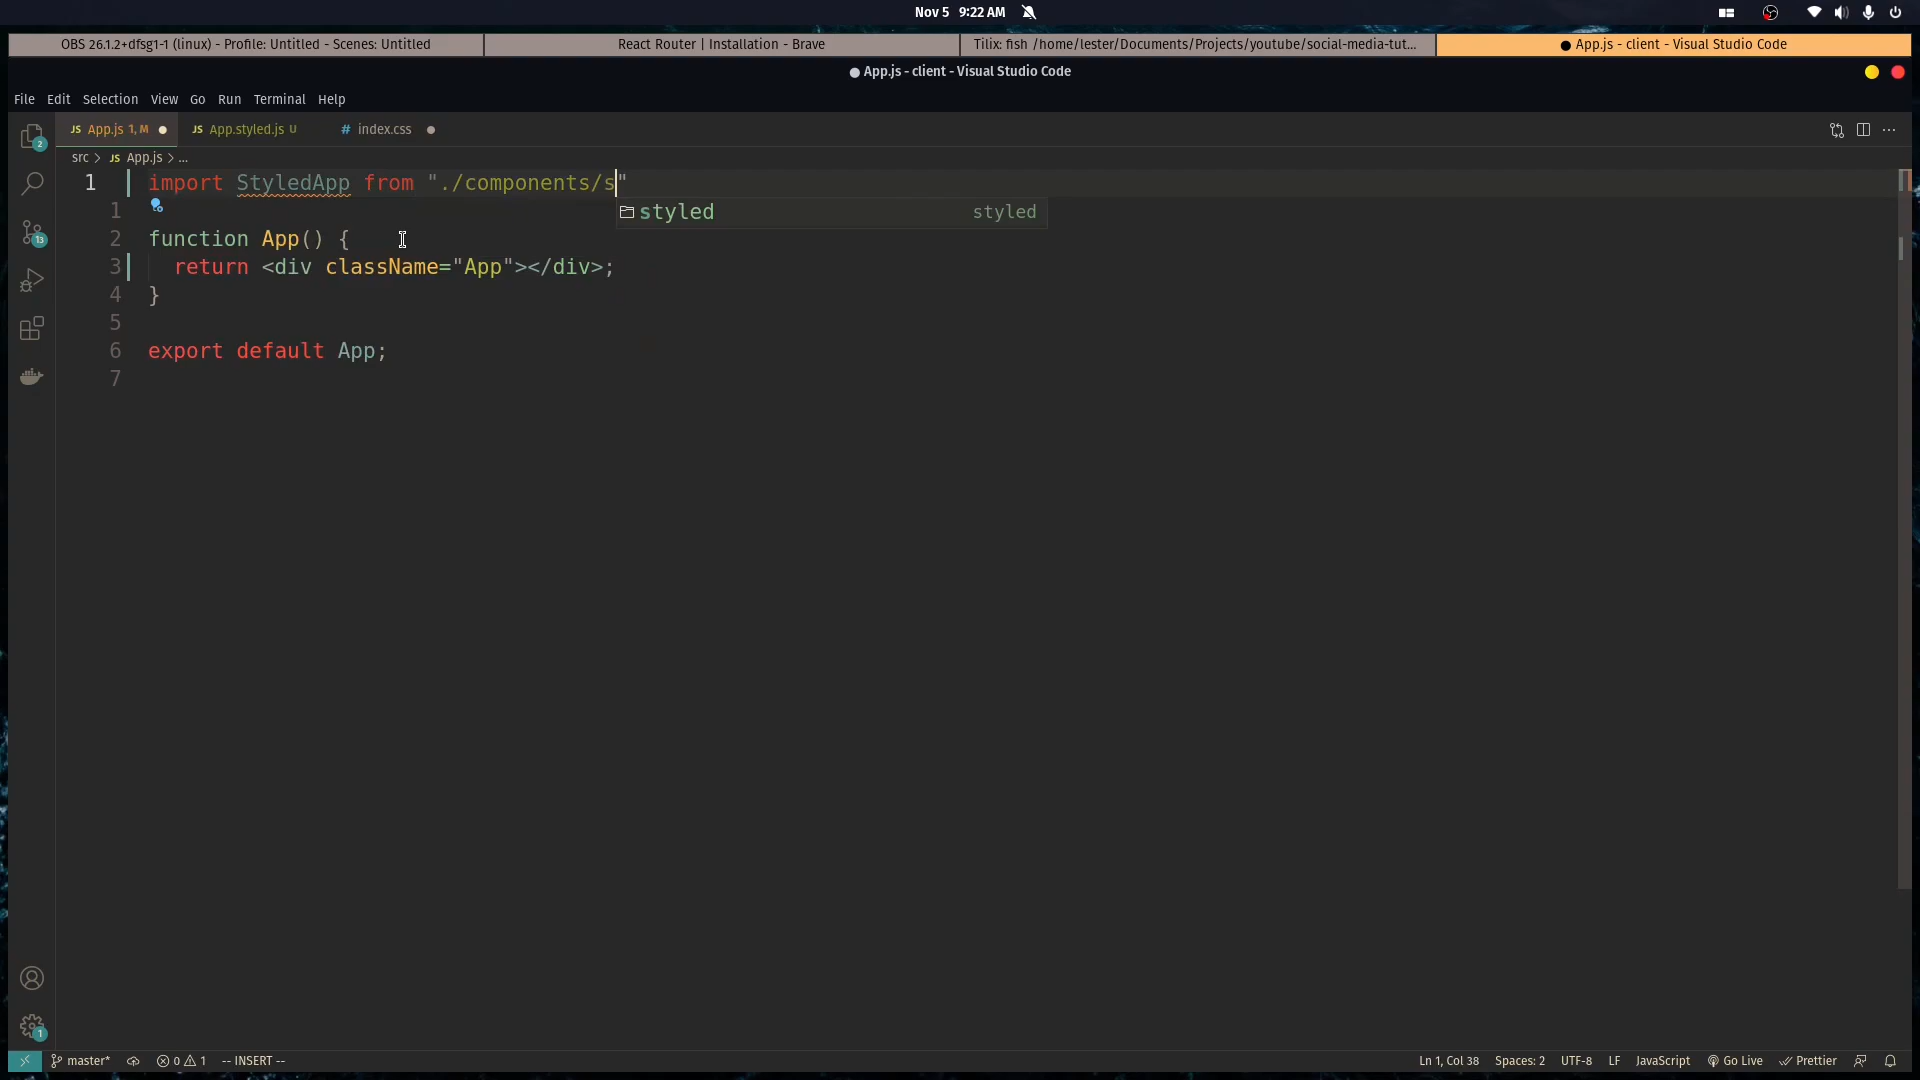 Nov 5 9:22 AM
OBS 26.1.2+dfsg1-1 (linux) - Profile: Untitled - Scenes: Untitled
React Router | Installation - Brave
Tilix: fish /home/lester/Documents/Projects/youtube/social-media-tut...
● App.js - client - Visual Studio Code
● App.js - client - Visual Studio Code
File Edit Selection View Go Run Terminal Help
JS App.js 1, M ●
JS App.styled.js U
# index.css ●
src > JS App.js > ...
1 import StyledApp from "./components/s"
styled styled
1
2 function App() {
3 return <div className="App"></div>;
4 }
5
6 export default App;
7
2
13
1
master* 0 1 -- INSERT --
Ln 1, Col 38 Spaces: 2 UTF-8 LF JavaScript Go Live Prettier